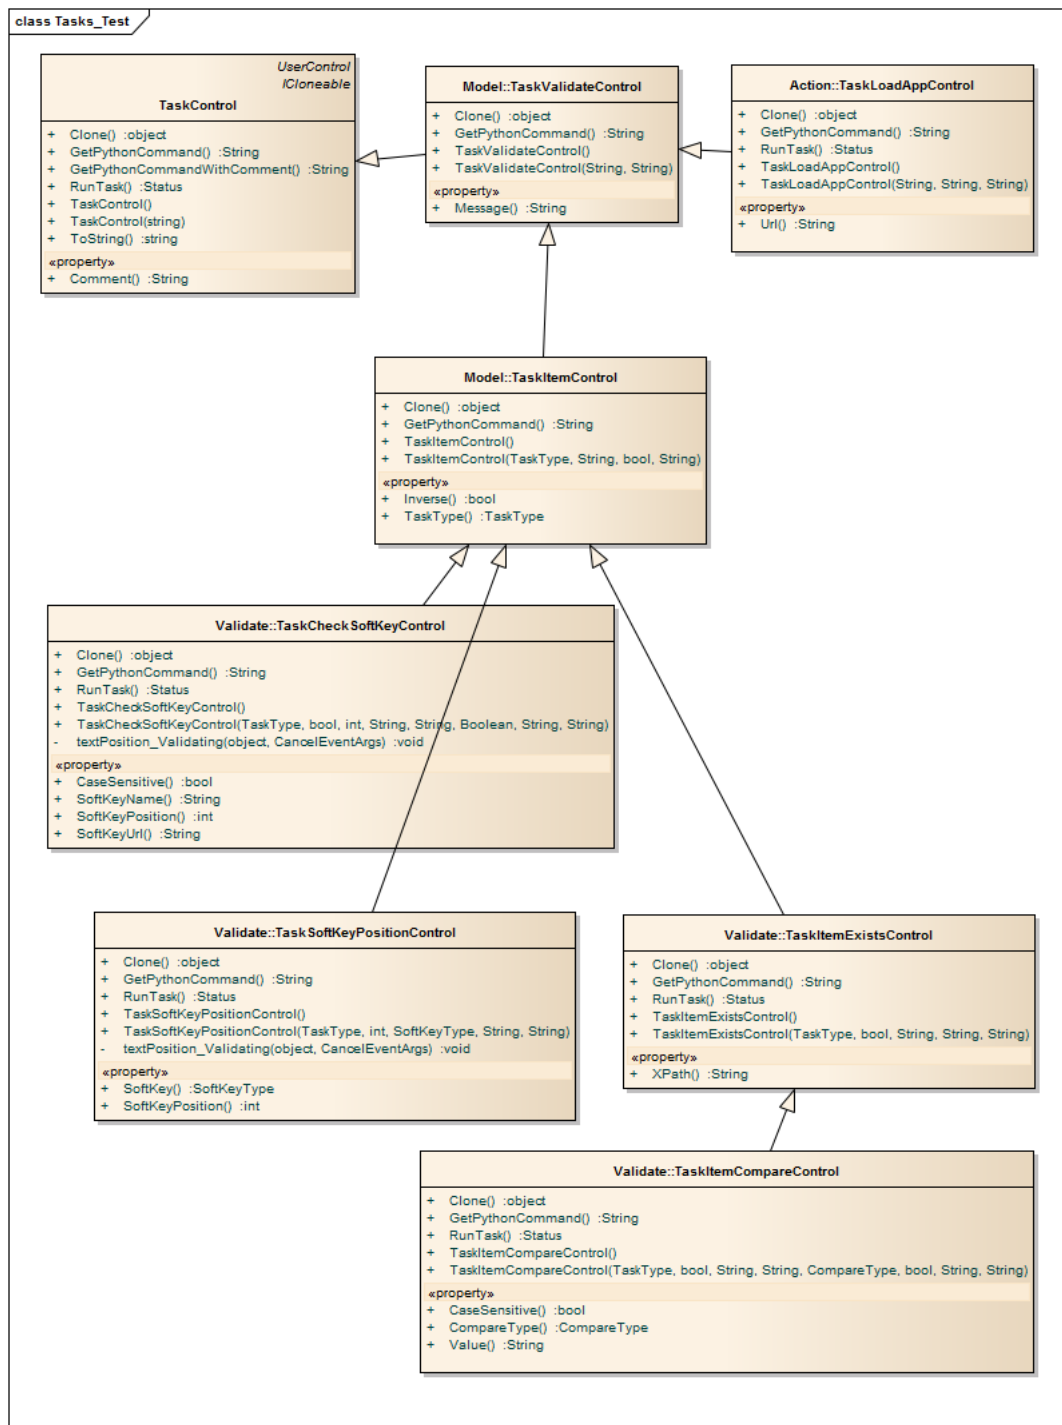 class Tasks_Test
UserControl
ICloneable
TaskControl
+ Clone() :object
+ GetPythonCommand() :String
+ GetPythonCommandWithComment() :String
+ RunTask() :Status
+ TaskControl()
+ TaskControl(string)
+ ToString() :string
«property»
+ Comment() :String
Model::TaskValidateControl
+ Clone() :object
+ GetPythonCommand() :String
+ TaskValidateControl()
+ TaskValidateControl(String, String)
«property»
+ Message() :String
Action::TaskLoadAppControl
+ Clone() :object
+ GetPythonCommand() :String
+ RunTask() :Status
+ TaskLoadAppControl()
+ TaskLoadAppControl(String, String, String)
«property»
+ Url() :String
Model::TaskItemControl
+ Clone() :object
+ GetPythonCommand() :String
+ TaskItemControl()
+ TaskItemControl(TaskType, String, bool, String)
«property»
+ Inverse() :bool
+ TaskType() :TaskType
Validate::TaskCheckSoftKeyControl
+ Clone() :object
+ GetPythonCommand() :String
+ RunTask() :Status
+ TaskCheckSoftKeyControl()
+ TaskCheckSoftKeyControl(TaskType, bool, int, String, String, Boolean, String, String)
- textPosition_Validating(object, CancelEventArgs) :void
«property»
+ CaseSensitive() :bool
+ SoftKeyName() :String
+ SoftKeyPosition() :int
+ SoftKeyUrl() :String
Validate::TaskSoftKeyPositionControl
+ Clone() :object
+ GetPythonCommand() :String
+ RunTask() :Status
+ TaskSoftKeyPositionControl()
+ TaskSoftKeyPositionControl(TaskType, int, SoftKeyType, String, String)
- textPosition_Validating(object, CancelEventArgs) :void
«property»
+ SoftKey() :SoftKeyType
+ SoftKeyPosition() :int
Validate::TaskItemExistsControl
+ Clone() :object
+ GetPythonCommand() :String
+ RunTask() :Status
+ TaskItemExistsControl()
+ TaskItemExistsControl(TaskType, bool, String, String, String)
«property»
+ XPath() :String
Validate::TaskItemCompareControl
+ Clone() :object
+ GetPythonCommand() :String
+ RunTask() :Status
+ TaskItemCompareControl()
+ TaskItemCompareControl(TaskType, bool, String, String, CompareType, bool, String, String)
«property»
+ CaseSensitive() :bool
+ CompareType() :CompareType
+ Value() :String